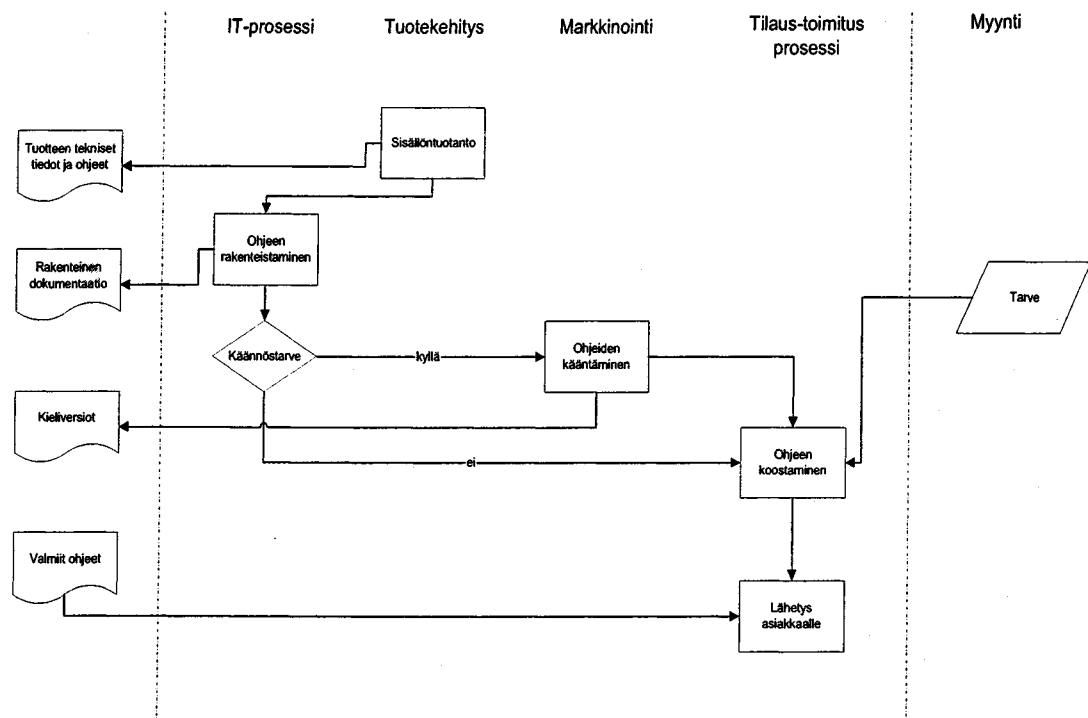 IT-prosessi
Tuotekehitys
Markkinointi
Tilaus-toimitus
prosessi
Myynti
Sisällöntuotanto
Tuotteen tekniset
tiedot ja ohjeet
Ohjeen
rakenteistaminen
Rakenteinen
dokumentaatio
Tarve
Käännöstarve
kyllä
Ohjeiden
kääntäminen
Kieliversiot
ei
Ohjeen
koostaminen
Valmiit ohjeet
Lähetys
asiakkaalle